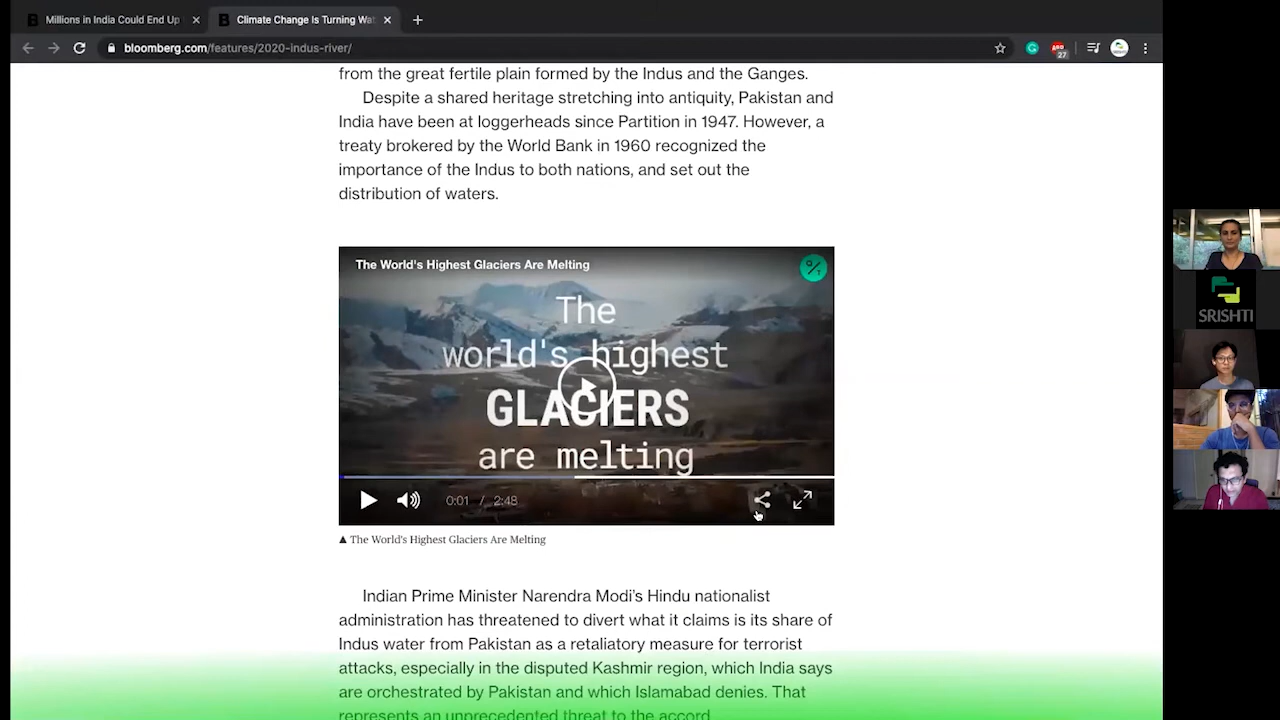 Millions in India Could End Up
Climate Change Is Turning Wat
bloomberg.com/features/2020-indus-river/
27
from the great fertile plain formed by the Indus and the Ganges.
Despite a shared heritage stretching into antiquity, Pakistan and
India have been at loggerheads since Partition in 1947. However, a
treaty brokered by the World Bank in 1960 recognized the
importance of the Indus to both nations, and set out the
distribution of waters.
The World's Highest Glaciers Are Melting
The
world's highest
GLACIERS
are melting
0:01 / 2:48
▲ The World's Highest Glaciers Are Melting
Indian Prime Minister Narendra Modi's Hindu nationalist
administration has threatened to divert what it claims is its share of
Indus water from Pakistan as a retaliatory measure for terrorist
attacks, especially in the disputed Kashmir region, which India says
are orchestrated by Pakistan and which Islamabad denies. That
represents an unprecedented threat to the accord.
SRISHTI